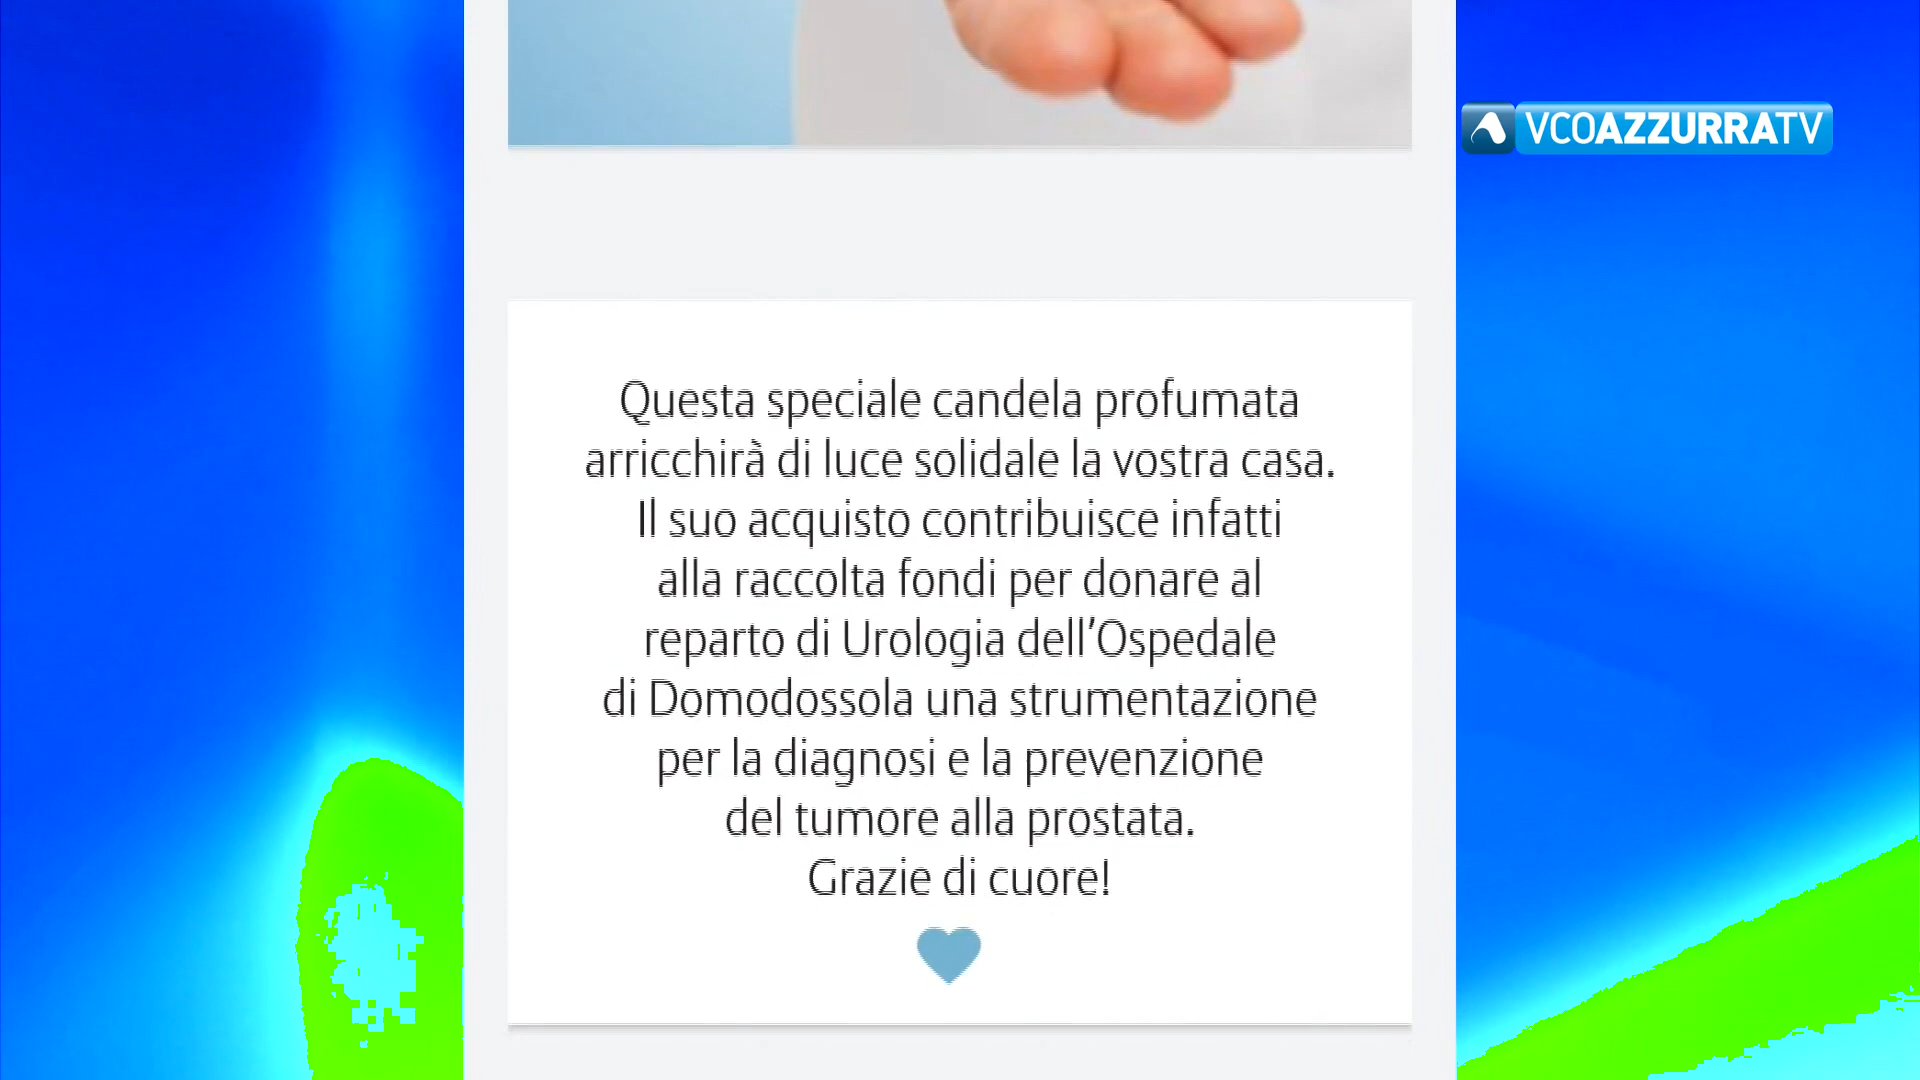 VCOAZZURRATV
Questa speciale candela profumata
arricchirà di luce solidale la vostra casa.
Il suo acquisto contribuisce infatti
alla raccolta fondi per donare al
reparto di Urologia dell’Ospedale
di Domodossola una strumentazione
per la diagnosi e la prevenzione
del tumore alla prostata.
Grazie di cuore!